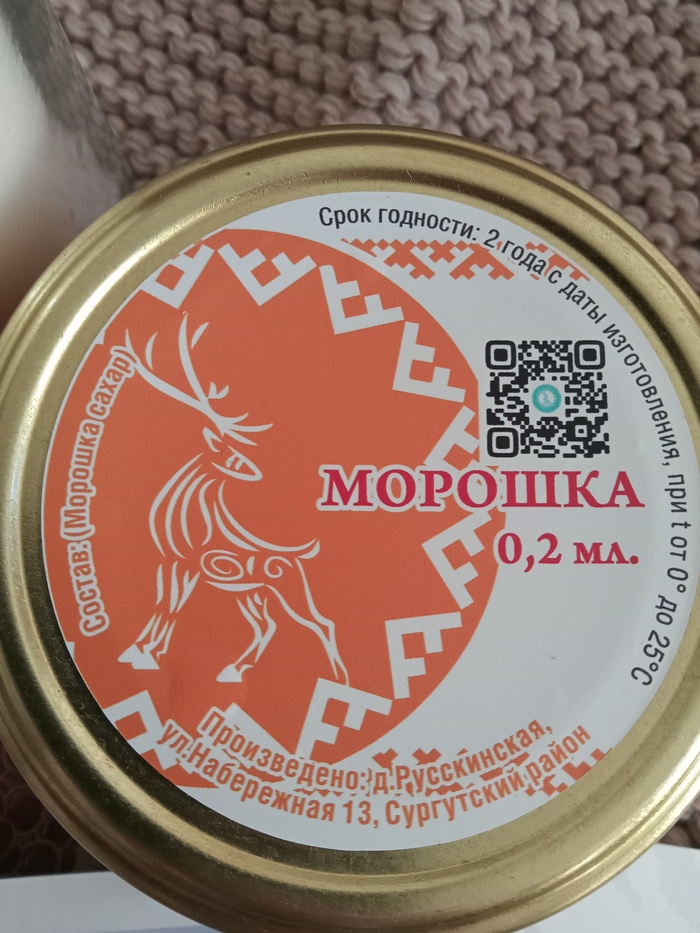 Срок годности: 2 года с даты изготовления, при t от 0° до 25°C
МОРОШКА
0,2 мл.
Состав: (Морошка сахар)
Произведено: д.Русскинская,
ул.Набережная 13, Сургутский район